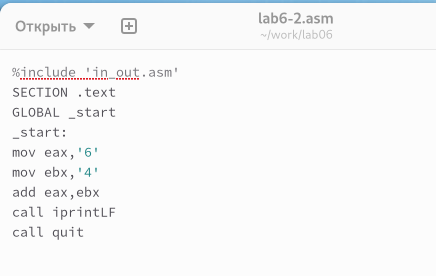 Открыть
lab6-2.asm
~/work/lab06
%include 'in_out.asm'
SECTION .text
GLOBAL _start
_start:
mov eax,'6'
mov ebx,'4'
add eax,ebx
call iprintLF
call quit